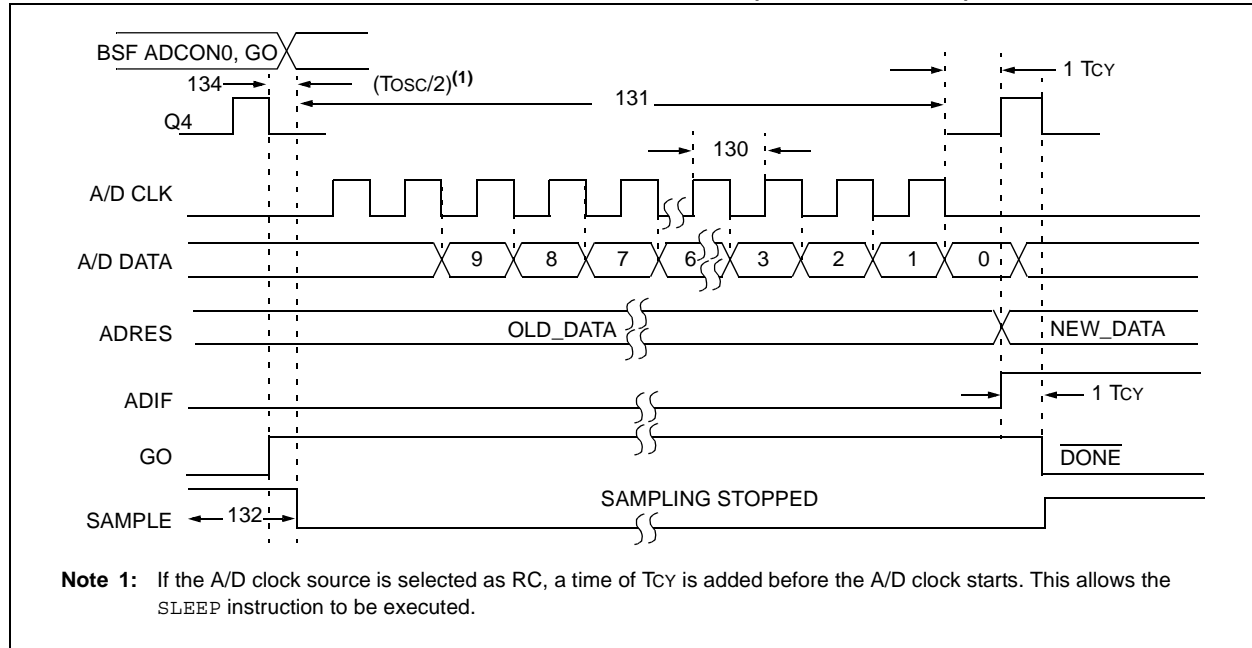 BSF ADCON0, GO
134
(TOSC/2)(1)
131
1 TCY
Q4
130
A/D CLK
A/D DATA
9 8 7 6 3 2 1 0
ADRES
OLD_DATA
NEW_DATA
ADIF
1 TCY
GO
DONE
SAMPLING STOPPED
SAMPLE
132
Note 1: If the A/D clock source is selected as RC, a time of TCY is added before the A/D clock starts. This allows the
SLEEP instruction to be executed.